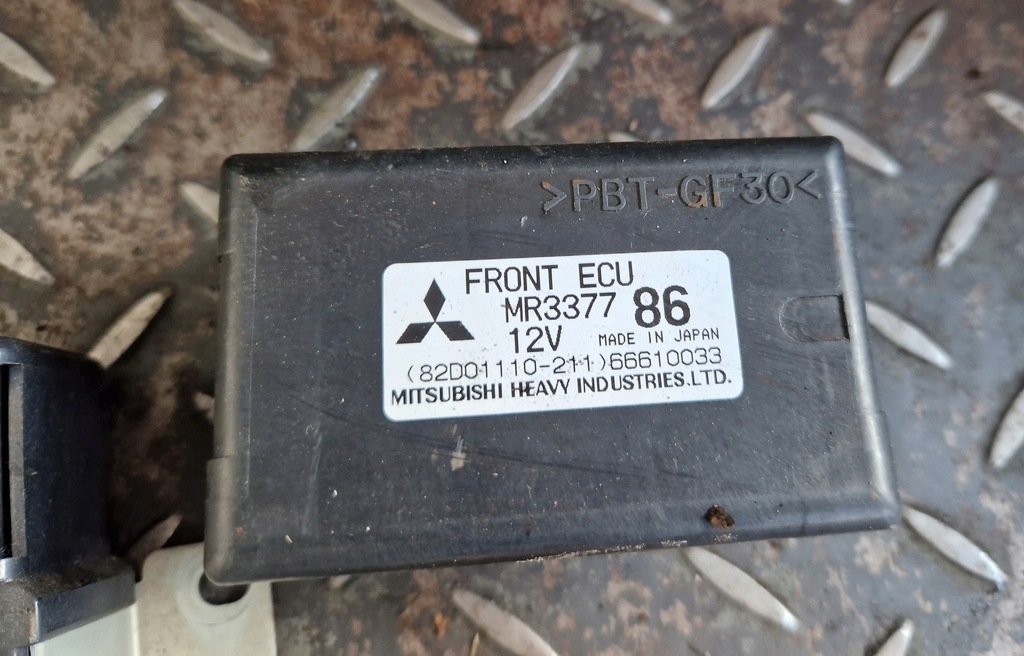 >PBT-GF30<
FRONT ECU
MR3377 86
12V MADE IN JAPAN
(82D01110-211)66610033
MITSUBISHI HEAVY INDUSTRIES.LTD.